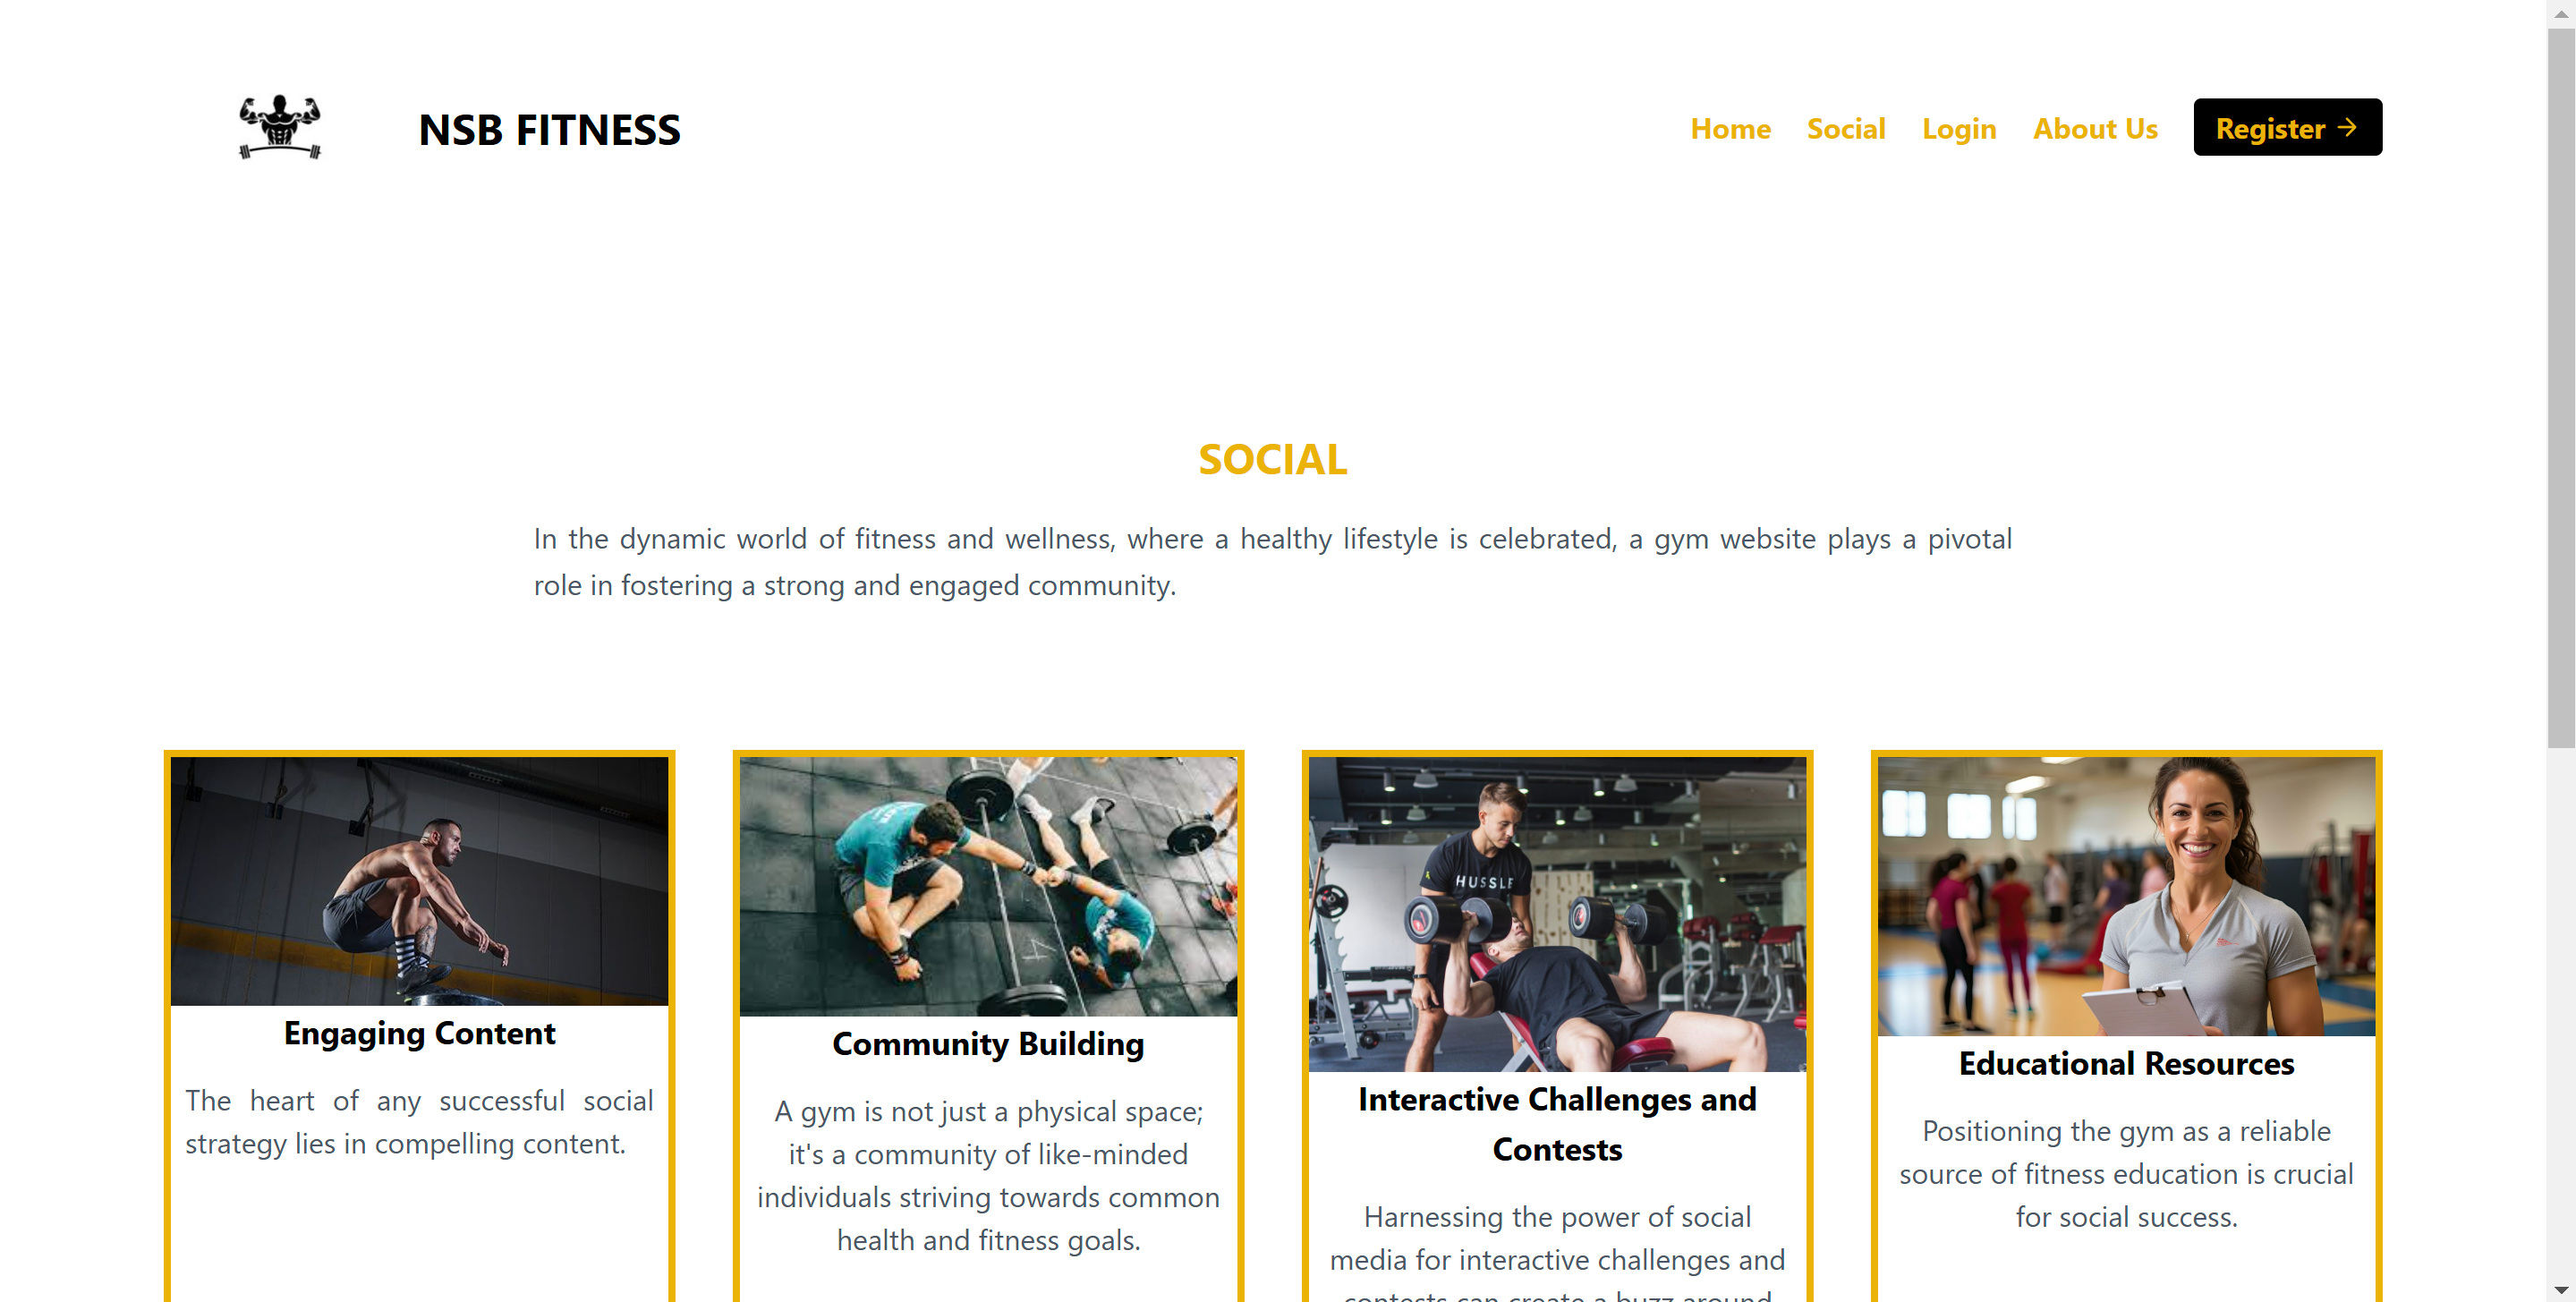 NSB FITNESS
Home
Social
Login
About Us
Register →
SOCIAL
In the dynamic world of fitness and wellness, where a healthy lifestyle is celebrated, a gym website plays a pivotal
role in fostering a strong and engaged community.
Engaging Content
The heart of any successful social
strategy lies in compelling content.
Community Building
A gym is not just a physical space;
it's a community of like-minded
individuals striving towards common
health and fitness goals.
HUSSLE
Interactive Challenges and
Contests
Harnessing the power of social
media for interactive challenges and
contests can create a buzz around
Educational Resources
Positioning the gym as a reliable
source of fitness education is crucial
for social success.